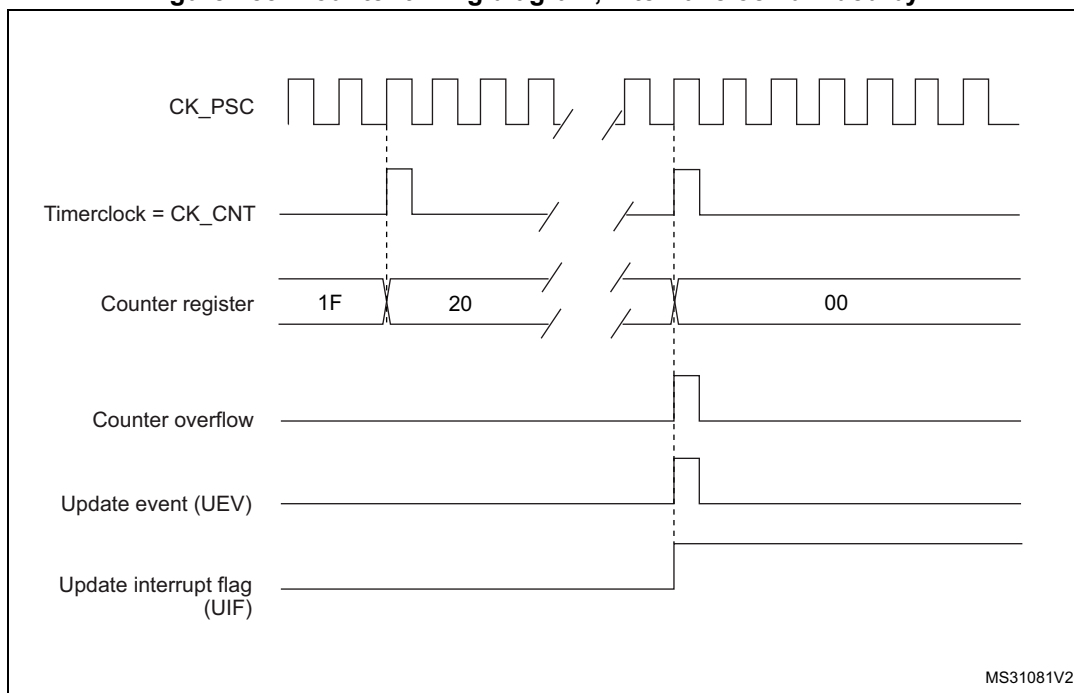 CK_PSC
Timerclock = CK_CNT
Counter register
1F
20
00
Counter overflow
Update event (UEV)
Update interrupt flag
(UIF)
MS31081V2